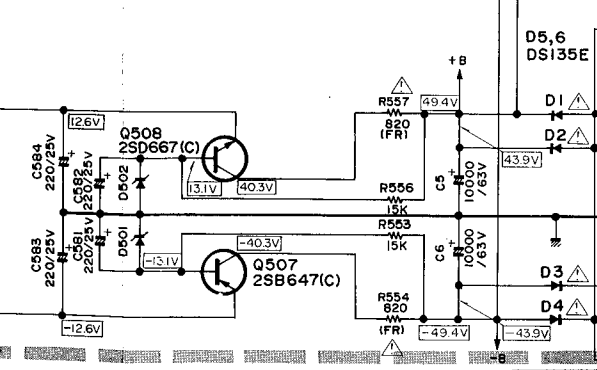 D5,6
DS135E
+B
R557
820
(FR)
49.4V
D1
D2
12.6V
Q508
2SD667(C)
C584
220/25V
C582
220/25V
D502
13.1V
40.3V
43.9V
C5
10000
/63V
R556
15K
R553
15K
C583
220/25V
C581
220/25V
D501
-13.1V
-40.3V
Q507
2SB647(C)
C6
10000
/63V
D3
D4
R554
820
(FR)
-12.6V
-49.4V
-43.9V
-B